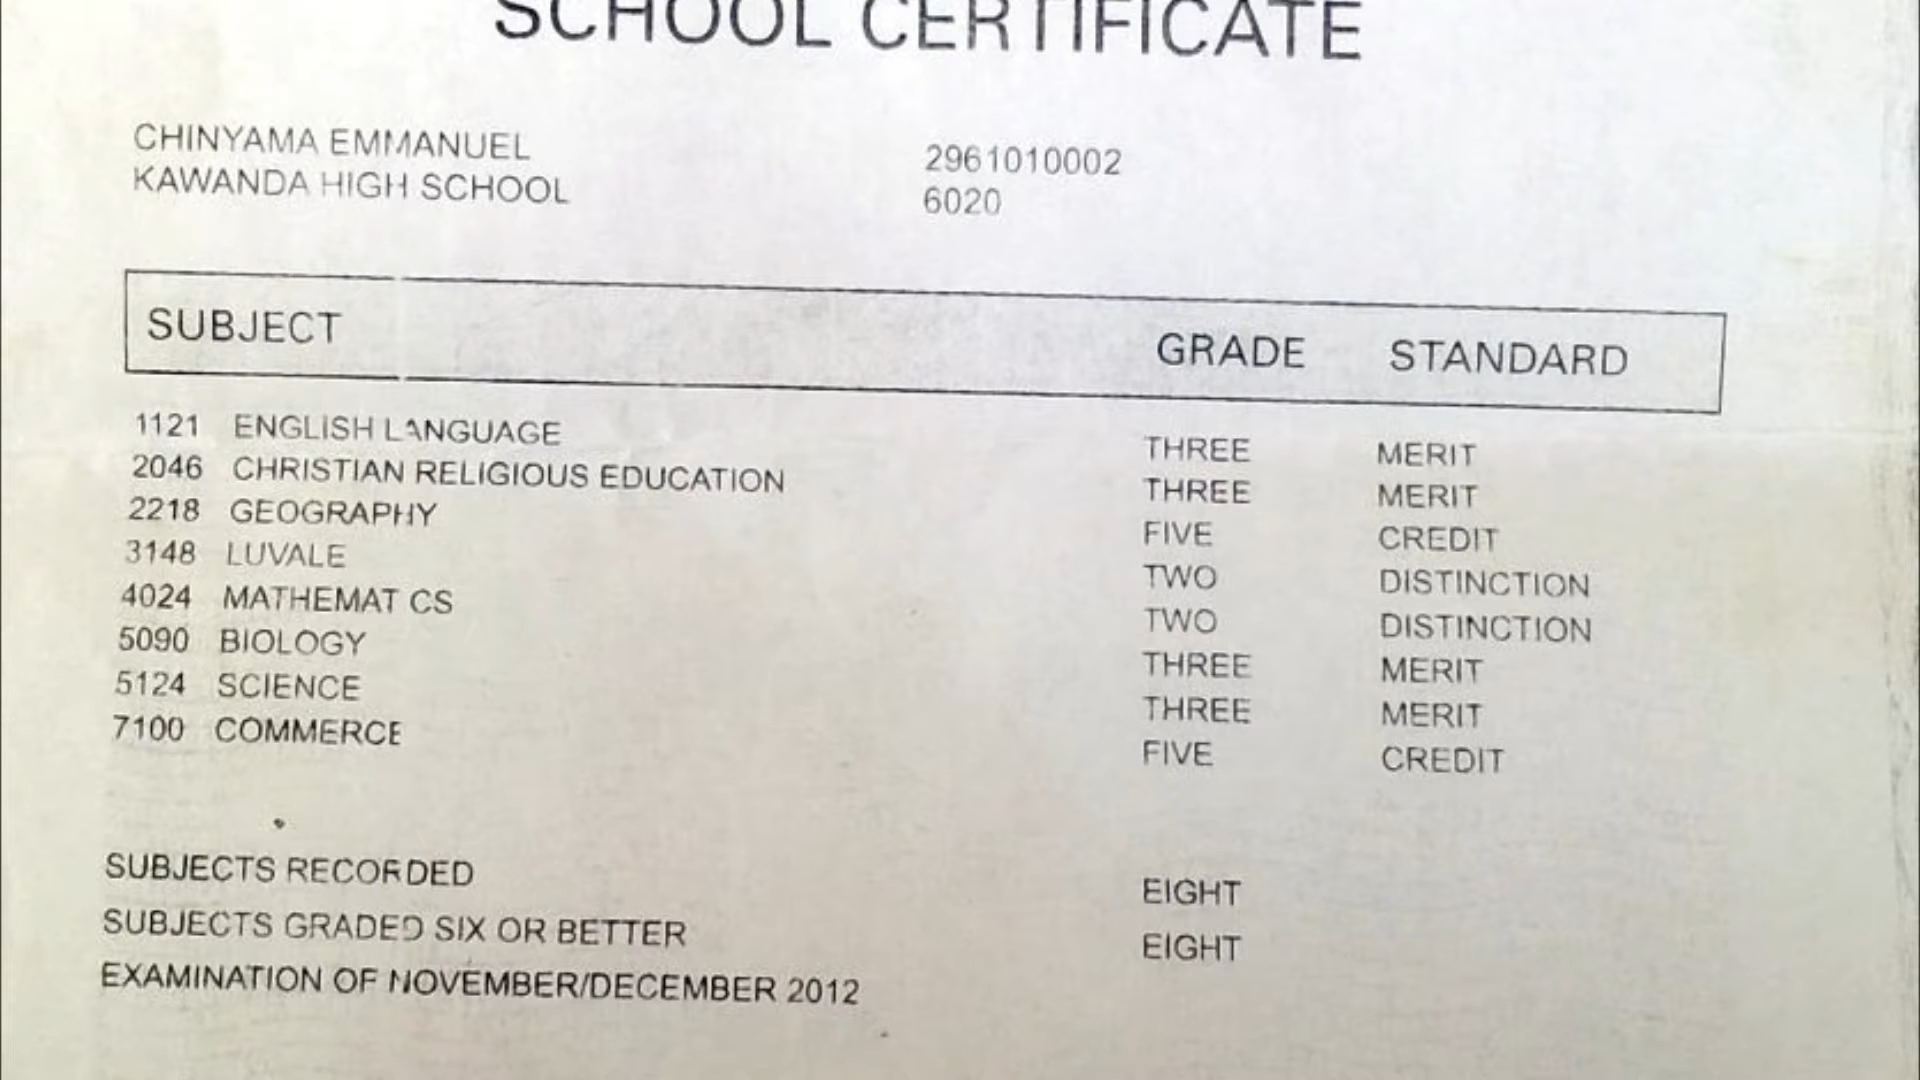 SCHOOL CERTIFICATE
CHINYAMA EMMANUEL 2961010002
KAWANDA HIGH SCHOOL 6020
SUBJECT GRADE STANDARD
1121 ENGLISH LANGUAGE THREE MERIT
2046 CHRISTIAN RELIGIOUS EDUCATION THREE MERIT
2218 GEOGRAPHY FIVE CREDIT
3148 LUVALE TWO DISTINCTION
4024 MATHEMAT CS TWO DISTINCTION
5090 BIOLOGY THREE MERIT
5124 SCIENCE THREE MERIT
7100 COMMERCE FIVE CREDIT
SUBJECTS RECORDED EIGHT
SUBJECTS GRADED SIX OR BETTER EIGHT
EXAMINATION OF NOVEMBER/DECEMBER 2012